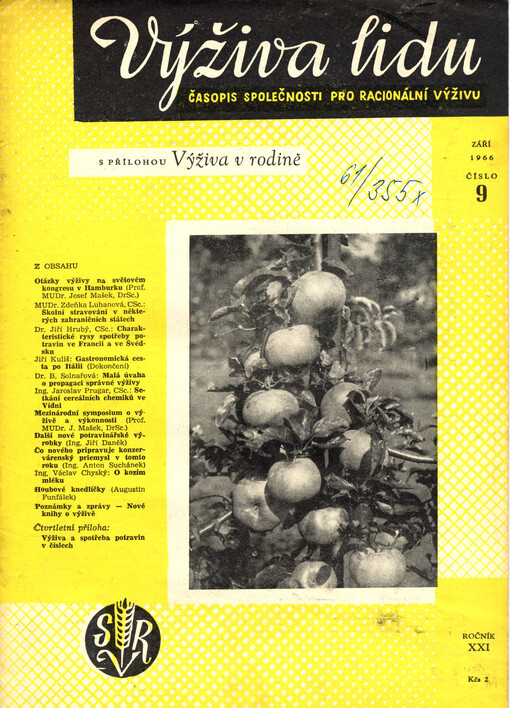 Výživa lidu
ČASOPIS SPOLEČNOSTI PRO RACIONÁLNÍ VÝŽIVU
ZÁŘÍ
1966
ČÍSLO
9
S PŘÍLOHOU Výživa v rodině
61/355x
Z OBSAHU
Otázky výživy na světovém
kongresu v Hamburku (Prof.
MUDr. Josef Mašek, DrSc.)
MUDr. Zdeňka Luhanová, CSc.:
Školní stravování v někte-
rých zahraničních státech
Dr. Jiří Hrubý, CSc.: Charak-
teristické rysy spotřeby po-
travin ve Francii a ve Švéd-
sku
Jiří Kuliš: Gastronomická ces-
ta po Itálii (Dokončení)
Dr. B. Solnařová: Malá úvaha
o propagaci správné výživy
Ing. Jaroslav Prugar, CSc.: Se-
tkání cereálních chemiků ve
Vídni
Mezinárodní symposium o vý-
živě a výkonnosti (Prof.
MUDr. J. Mašek, DrSc.)
Další nové potravinářské vý-
robky (Ing. Jiří Daněk)
Čo nového pripravuje konzer-
várenský priemysl v tomto
roku (Ing. Anton Suchánek)
Ing. Václav Chyský: O kozím
mléku
Houbové knedlíčky (Augustin
Funfálek)
Poznámky a zprávy — Nové
knihy o výživě
Čtvrtletní příloha:
Výživa a spotřeba potravin
v číslech
SVR
ROČNÍK
XXI
Kčs 2